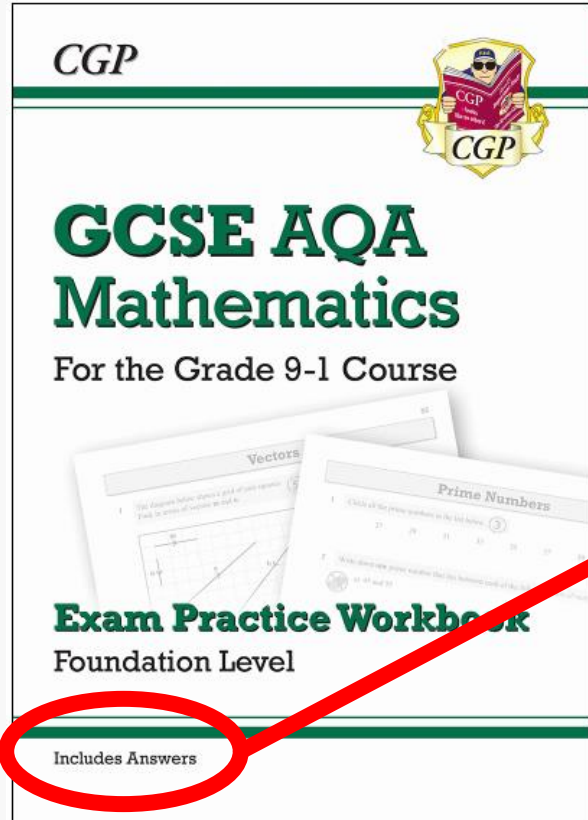 CGP
CGP
CGP
GCSE AQA
Mathematics
For the Grade 9-1 Course
Vectors
Prime Numbers
Exam Practice Workbook
Foundation Level
Includes Answers